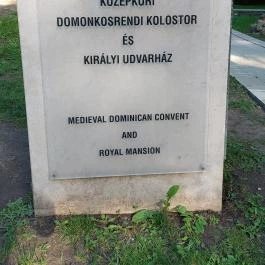 KÖZÉPKORI
DOMONKOSRENDI KOLOSTOR
ÉS
KIRÁLYI UDVARHÁZ
MEDIEVAL DOMINICAN CONVENT
AND
ROYAL MANSION